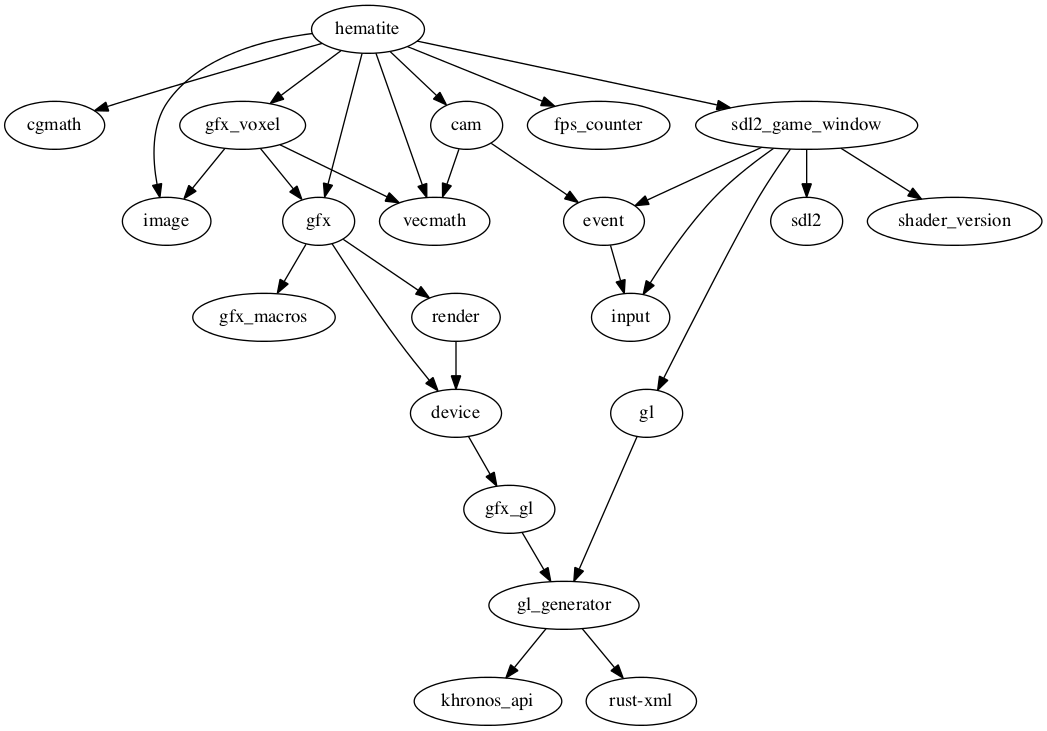 hematite
cgmath
gfx_voxel
cam
fps_counter
sdl2_game_window
image
gfx
vecmath
event
sdl2
shader_version
gfx_macros
render
input
device
gl
gfx_gl
gl_generator
khronos_api
rust-xml